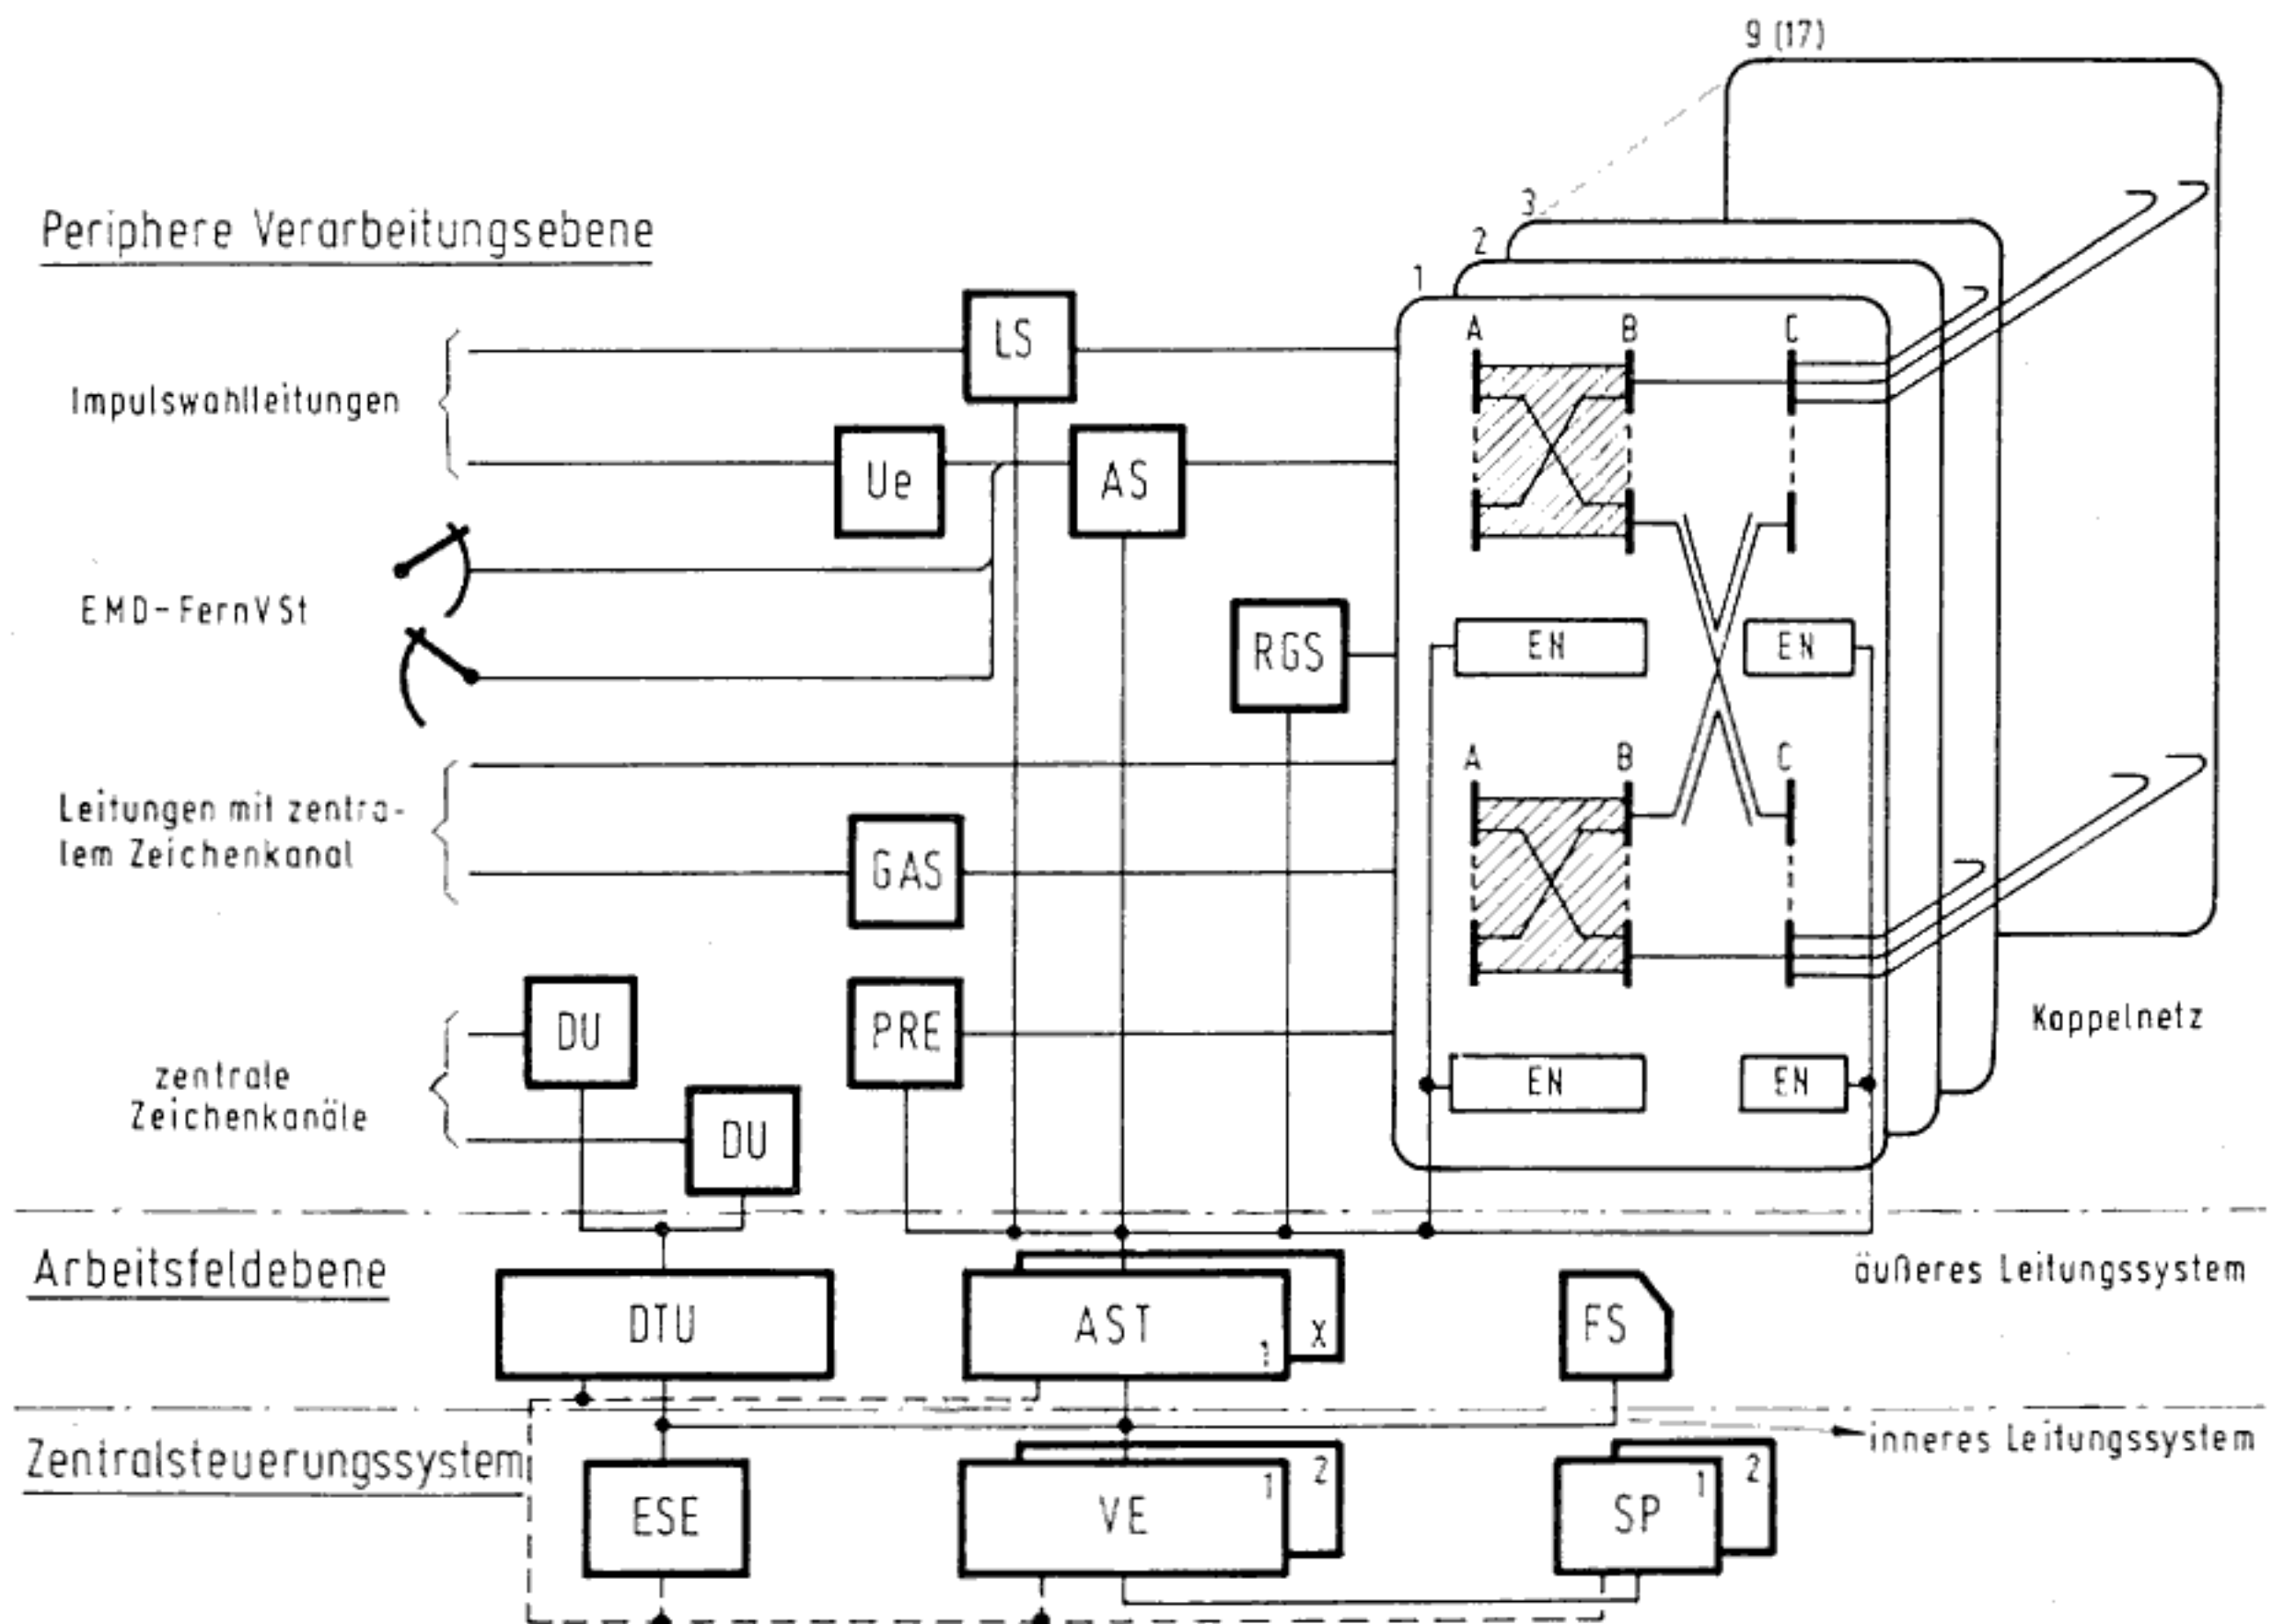 9 (17)
3
2
1
Periphere Verarbeitungsebene
LS
A B C
Impulswahlleitungen
Ue
AS
EMD-FernVSt
RGS
EN EN
A B C
Leitungen mit zentra-
lem Zeichenkanal
GAS
Koppelnetz
DU
PRE
zentrale
Zeichenkanäle
DU
EN EN
Arbeitsfeldebene
äußeres Leitungssystem
DTU
AST 1 X
FS
Zentralsteuerungssystem
inneres Leitungssystem
ESE
VE 1 2
SP 1 2